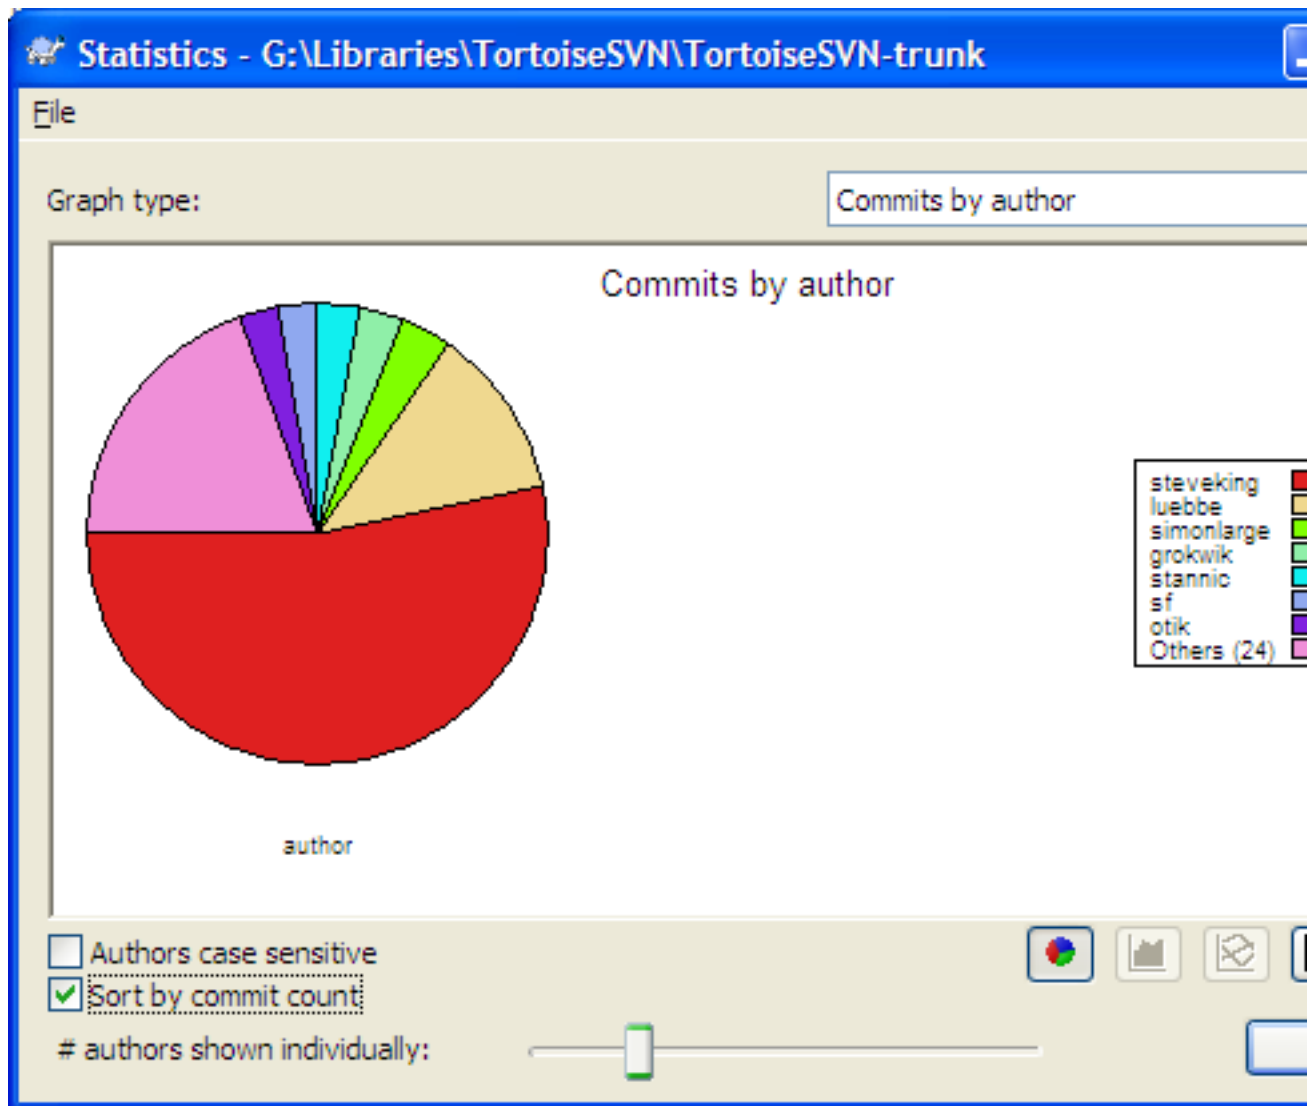 Statistics - G:\Libraries\TortoiseSVN\TortoiseSVN-trunk
File
Graph type:
Commits by author
Commits by author
steveking
luebbe
simonlarge
grokwik
stannic
sf
otik
Others (24)
author
Authors case sensitive
Sort by commit count
# authors shown individually: